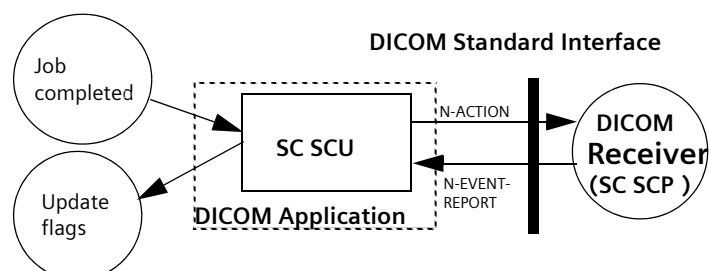 DICOM Standard Interface
Job
completed
SC SCU
N-ACTION
DICOM
Receiver
(SC SCP )
N-EVENT-
REPORT
Update
flags
DICOM Application